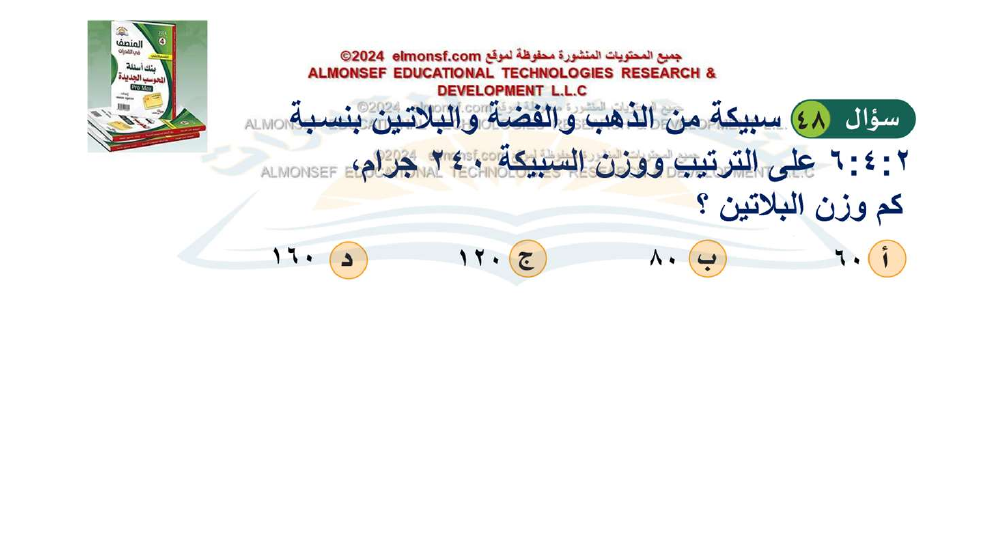 جميع المحتويات المنشورة محفوظة لموقع elmonsf.com ©2024
ALMONSEF EDUCATIONAL TECHNOLOGIES RESEARCH &
DEVELOPMENT L.L.C
سؤال ٤٨ سبيكة من الذهب والفضة والبلاتين بنسبة
٢:٤:٦ على الترتيب ووزن السبيكة ٢٤٠ جرام،
كم وزن البلاتين ؟
أ ٦٠ ب ٨٠ ج ١٢٠ د ١٦٠
المنصف
بنك أسئلة
المحوسب الجديدة
Pro Max